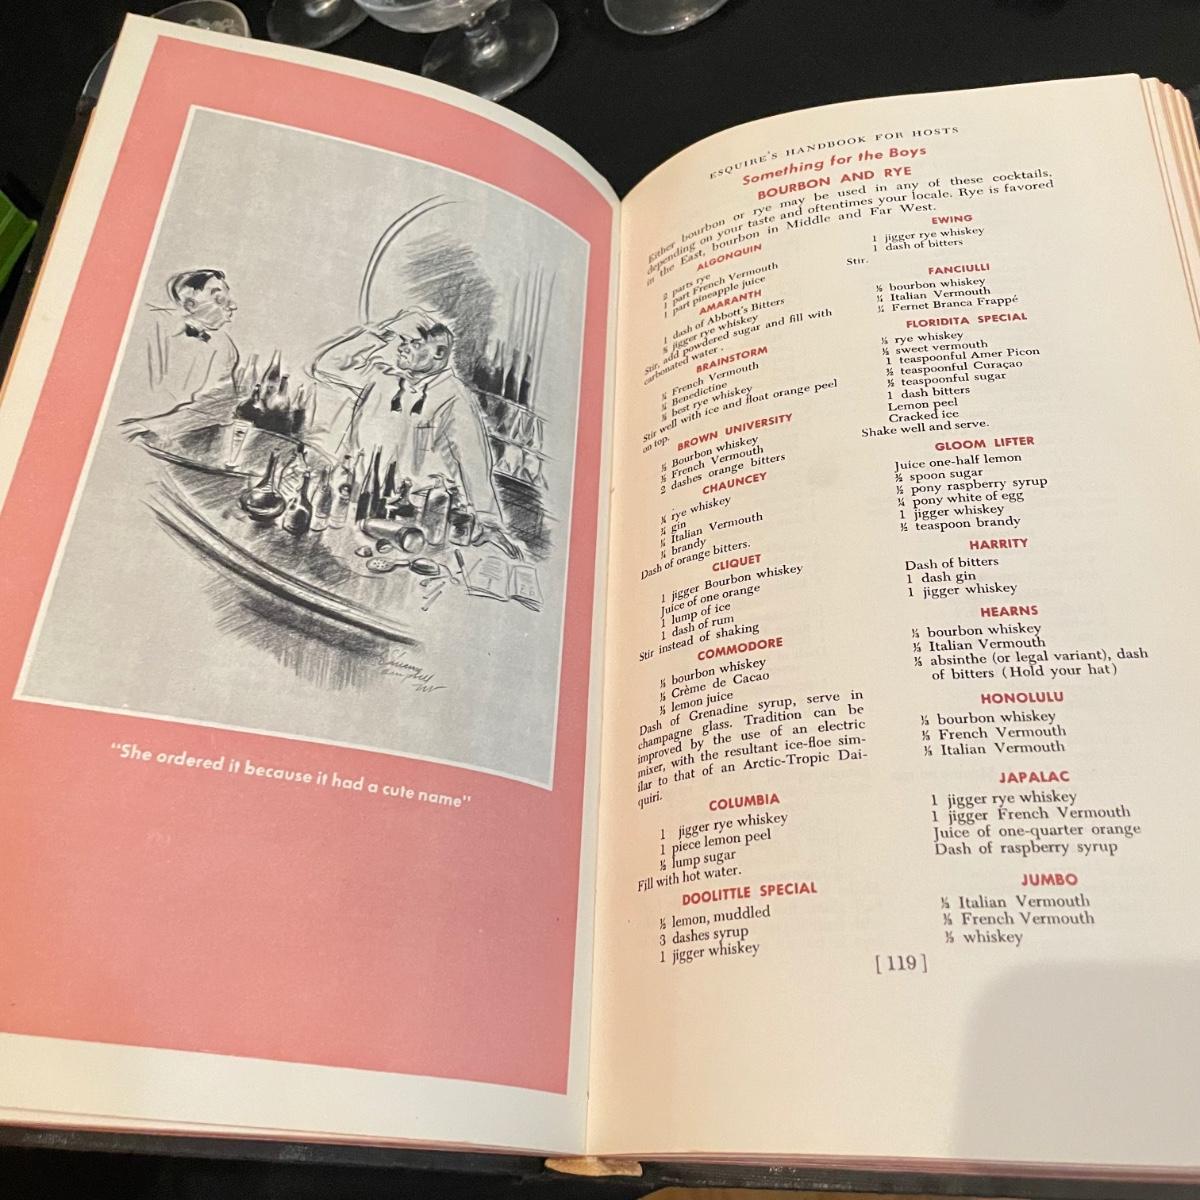 "She ordered it because it had a cute name"
ESQUIRE'S HANDBOOK FOR HOSTS
Something for the Boys
BOURBON AND RYE
Either bourbon or rye may be used in any of these cocktails,
depending on your taste and oftentimes your locale. Rye is favored
in the East, bourbon in Middle and Far West.
ALGONQUIN
2 parts rye
1 part French Vermouth
1 part pineapple juice
AMARANTH
1 dash of Abbott's Bitters
jigger rye whiskey
Stir, add powdered sugar and fill with
carbonated water.
BRAINSTORM
French Vermouth
Benedictine
best rye whiskey
Stir well with ice and float orange peel
on top.
BROWN UNIVERSITY
½ Bourbon whiskey
½ French Vermouth
2 dashes orange bitters
CHAUNCEY
¼ rye whiskey
¼ gin
¼ Italian Vermouth
¼ brandy
Dash of orange bitters.
CLIQUET
1 jigger Bourbon whiskey
Juice of one orange
1 lump of ice
1 dash of rum
Stir instead of shaking
COMMODORE
⅓ bourbon whiskey
⅓ Crème de Cacao
⅓ lemon juice
Dash of Grenadine syrup, serve in
champagne glass. Tradition can be
improved by the use of an electric
mixer, with the resultant ice-floe sim-
ilar to that of an Arctic-Tropic Dai-
quiri.
COLUMBIA
1 jigger rye whiskey
1 piece lemon peel
½ lump sugar
Fill with hot water.
DOOLITTLE SPECIAL
½ lemon, muddled
3 dashes syrup
1 jigger whiskey
EWING
1 jigger rye whiskey
1 dash of bitters
Stir.
FANCIULLI
½ bourbon whiskey
¼ Italian Vermouth
¼ Fernet Branca Frappé
FLORIDITA SPECIAL
½ rye whiskey
½ sweet vermouth
1 teaspoonful Amer Picon
½ teaspoonful Curaçao
½ teaspoonful sugar
1 dash bitters
Lemon peel
Cracked ice
Shake well and serve.
GLOOM LIFTER
Juice one-half lemon
½ spoon sugar
½ pony raspberry syrup
¼ pony white of egg
1 jigger whiskey
½ teaspoon brandy
HARRITY
Dash of bitters
1 dash gin
1 jigger whiskey
HEARNS
⅓ bourbon whiskey
⅓ Italian Vermouth
⅓ absinthe (or legal variant), dash
of bitters (Hold your hat)
HONOLULU
⅓ bourbon whiskey
⅓ French Vermouth
⅓ Italian Vermouth
JAPALAC
1 jigger rye whiskey
1 jigger French Vermouth
Juice of one-quarter orange
Dash of raspberry syrup
JUMBO
⅓ Italian Vermouth
⅓ French Vermouth
⅓ whiskey
[ 119 ]